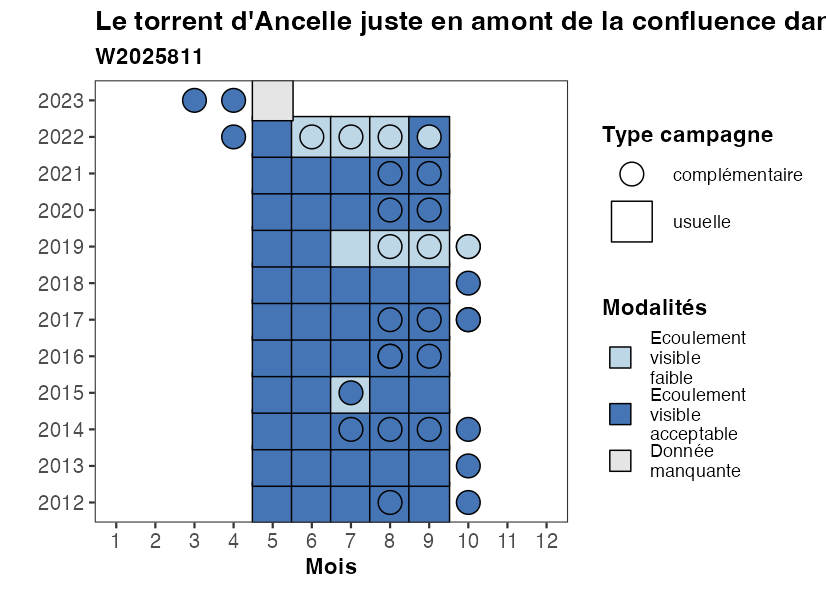 Le torrent d'Ancelle juste en amont de la confluence dan
W2025811
2023
2022
2021
2020
2019
2018
2017
2016
2015
2014
2013
2012
1 2 3 4 5 6 7 8 9 10 11 12
Mois
Type campagne
complémentaire
usuelle
Modalités
Ecoulement
visible
faible
Ecoulement
visible
acceptable
Donnée
manquante